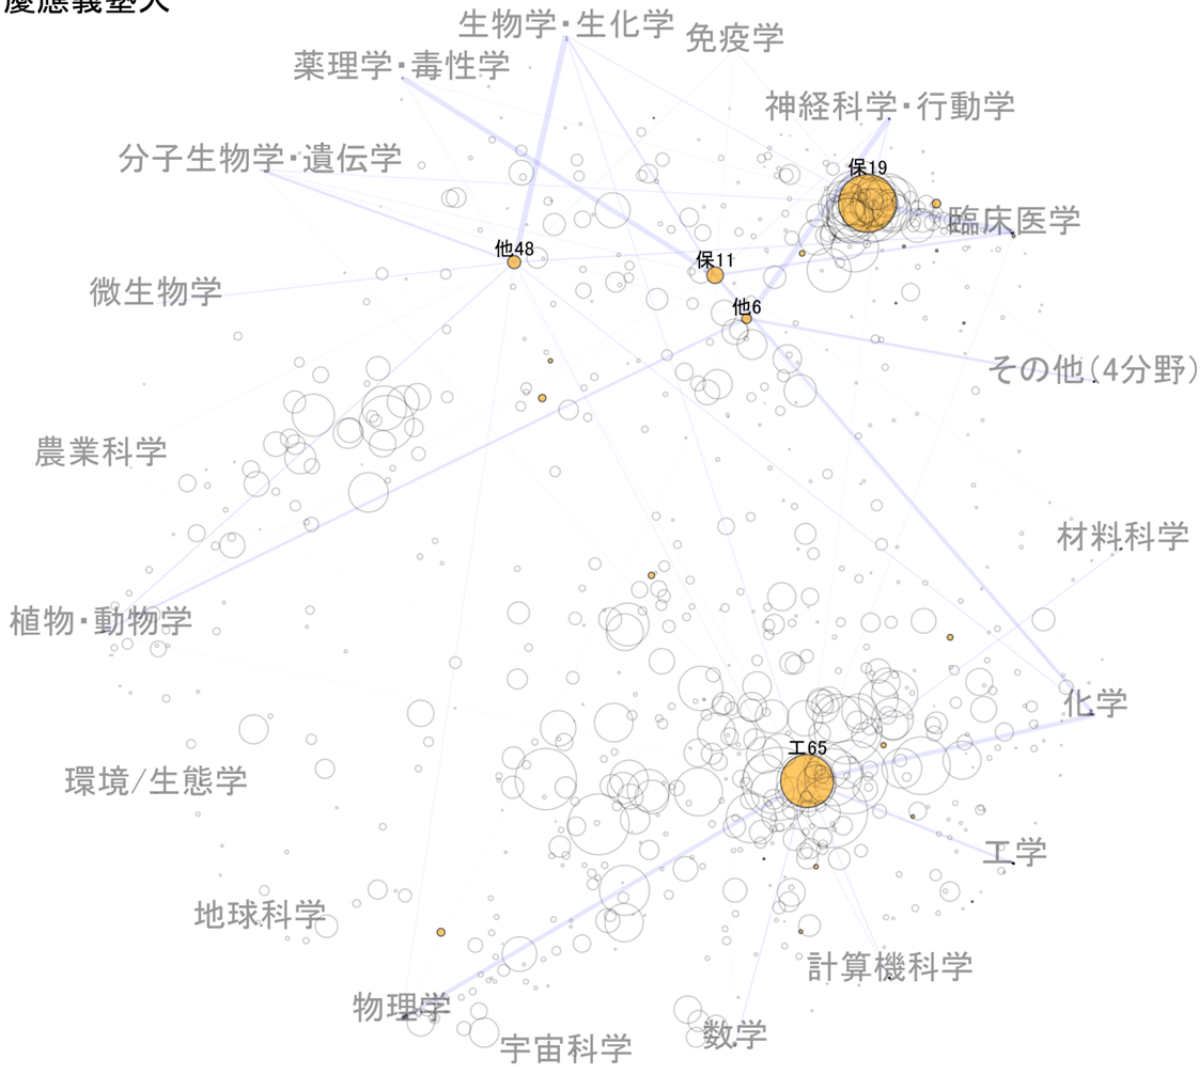 慶應義塾大
生物学・生化学
免疫学
薬理学・毒性学
神経科学・行動学
分子生物学・遺伝学
保19
臨床医学
他48
保11
微生物学
他6
その他(4分野)
農業科学
材料科学
植物・動物学
化学
工65
環境/生態学
工学
地球科学
計算機科学
物理学
数学
宇宙科学